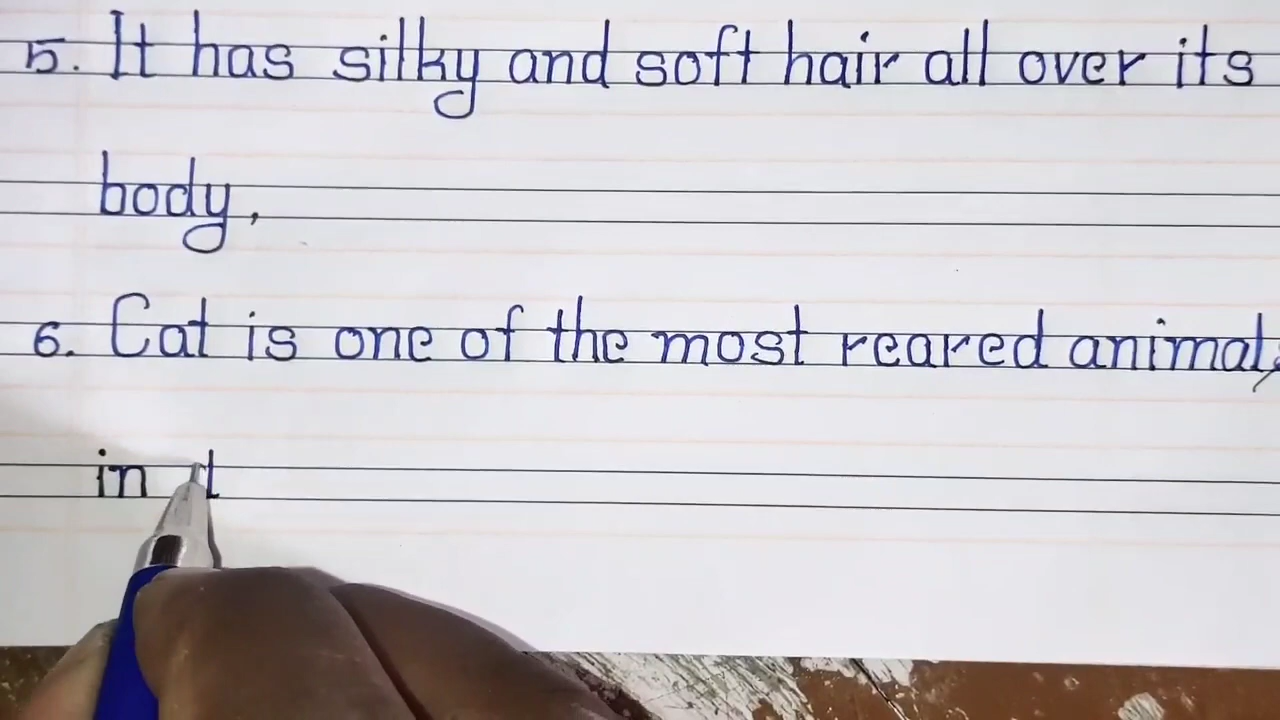 5. It has silky and soft hair all over its
body,
6. Cat is one of the most reared animals
in t